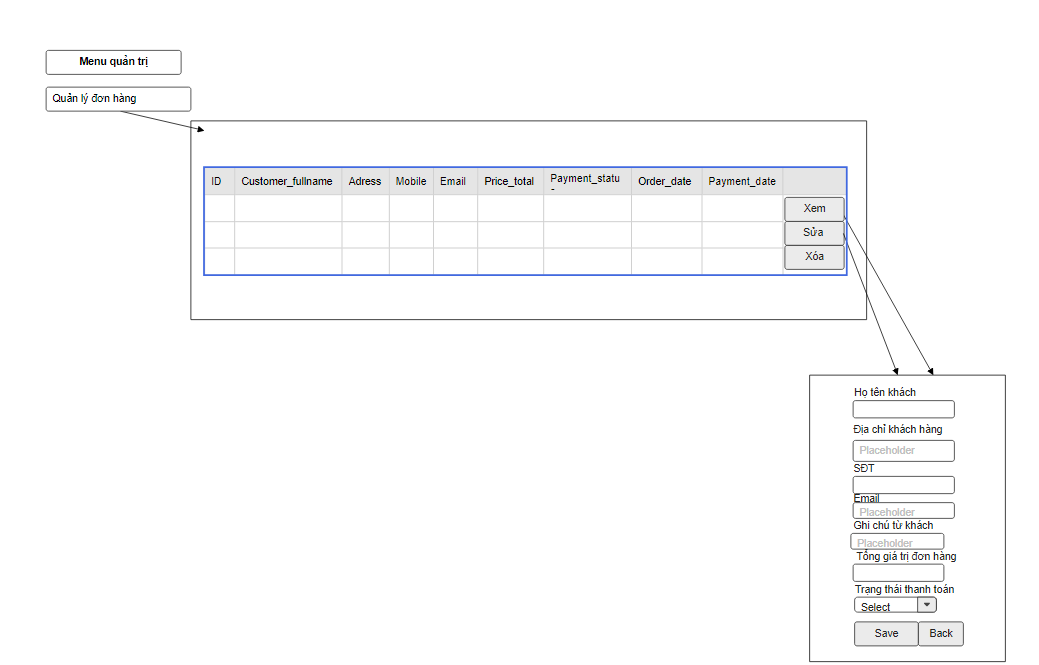 Menu quản trị
Quản lý đơn hàng
ID Customer_fullname Adress Mobile Email Price_total Payment_statu Order_date Payment_date
Xem
Sửa
Xóa
Họ tên khách
Địa chỉ khách hàng
Placeholder
SĐT
Email
Placeholder
Ghi chú từ khách
Placeholder
Tổng giá trị đơn hàng
Trạng thái thanh toán
Select
Save Back